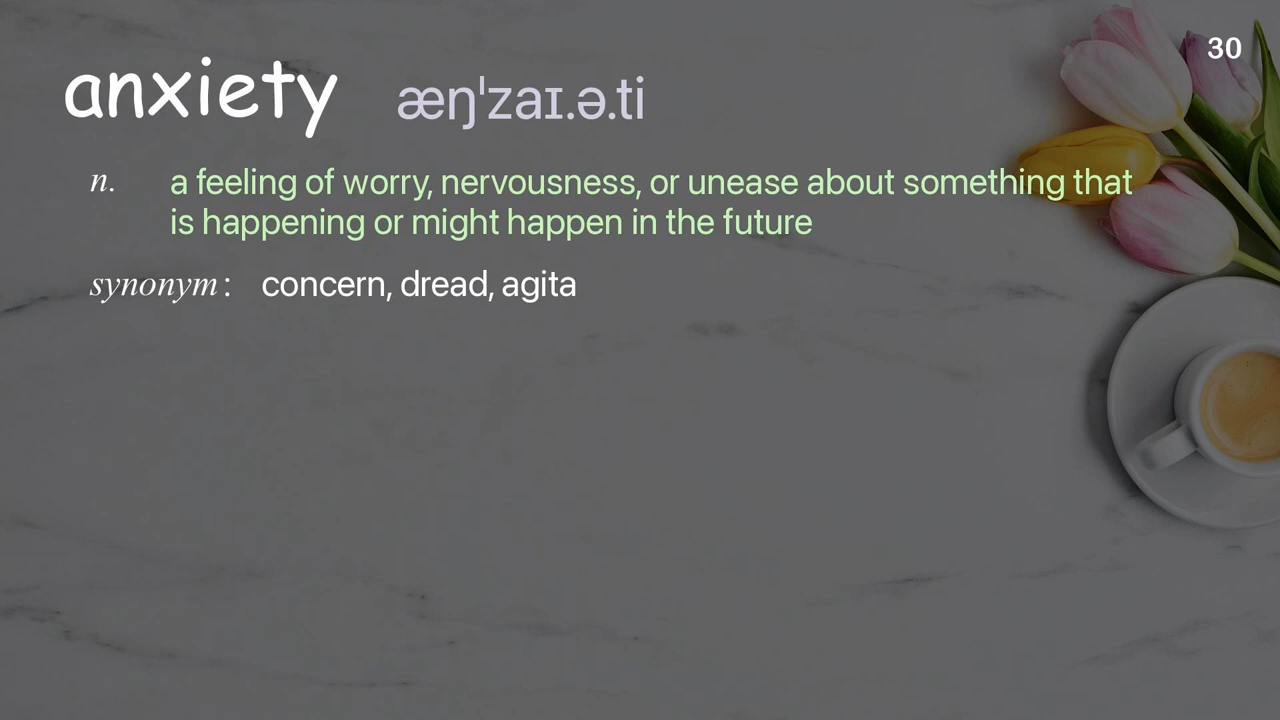 30
anxiety æŋˈzaɪ.ə.ti
n. a feeling of worry, nervousness, or unease about something that
is happening or might happen in the future
synonym: concern, dread, agita